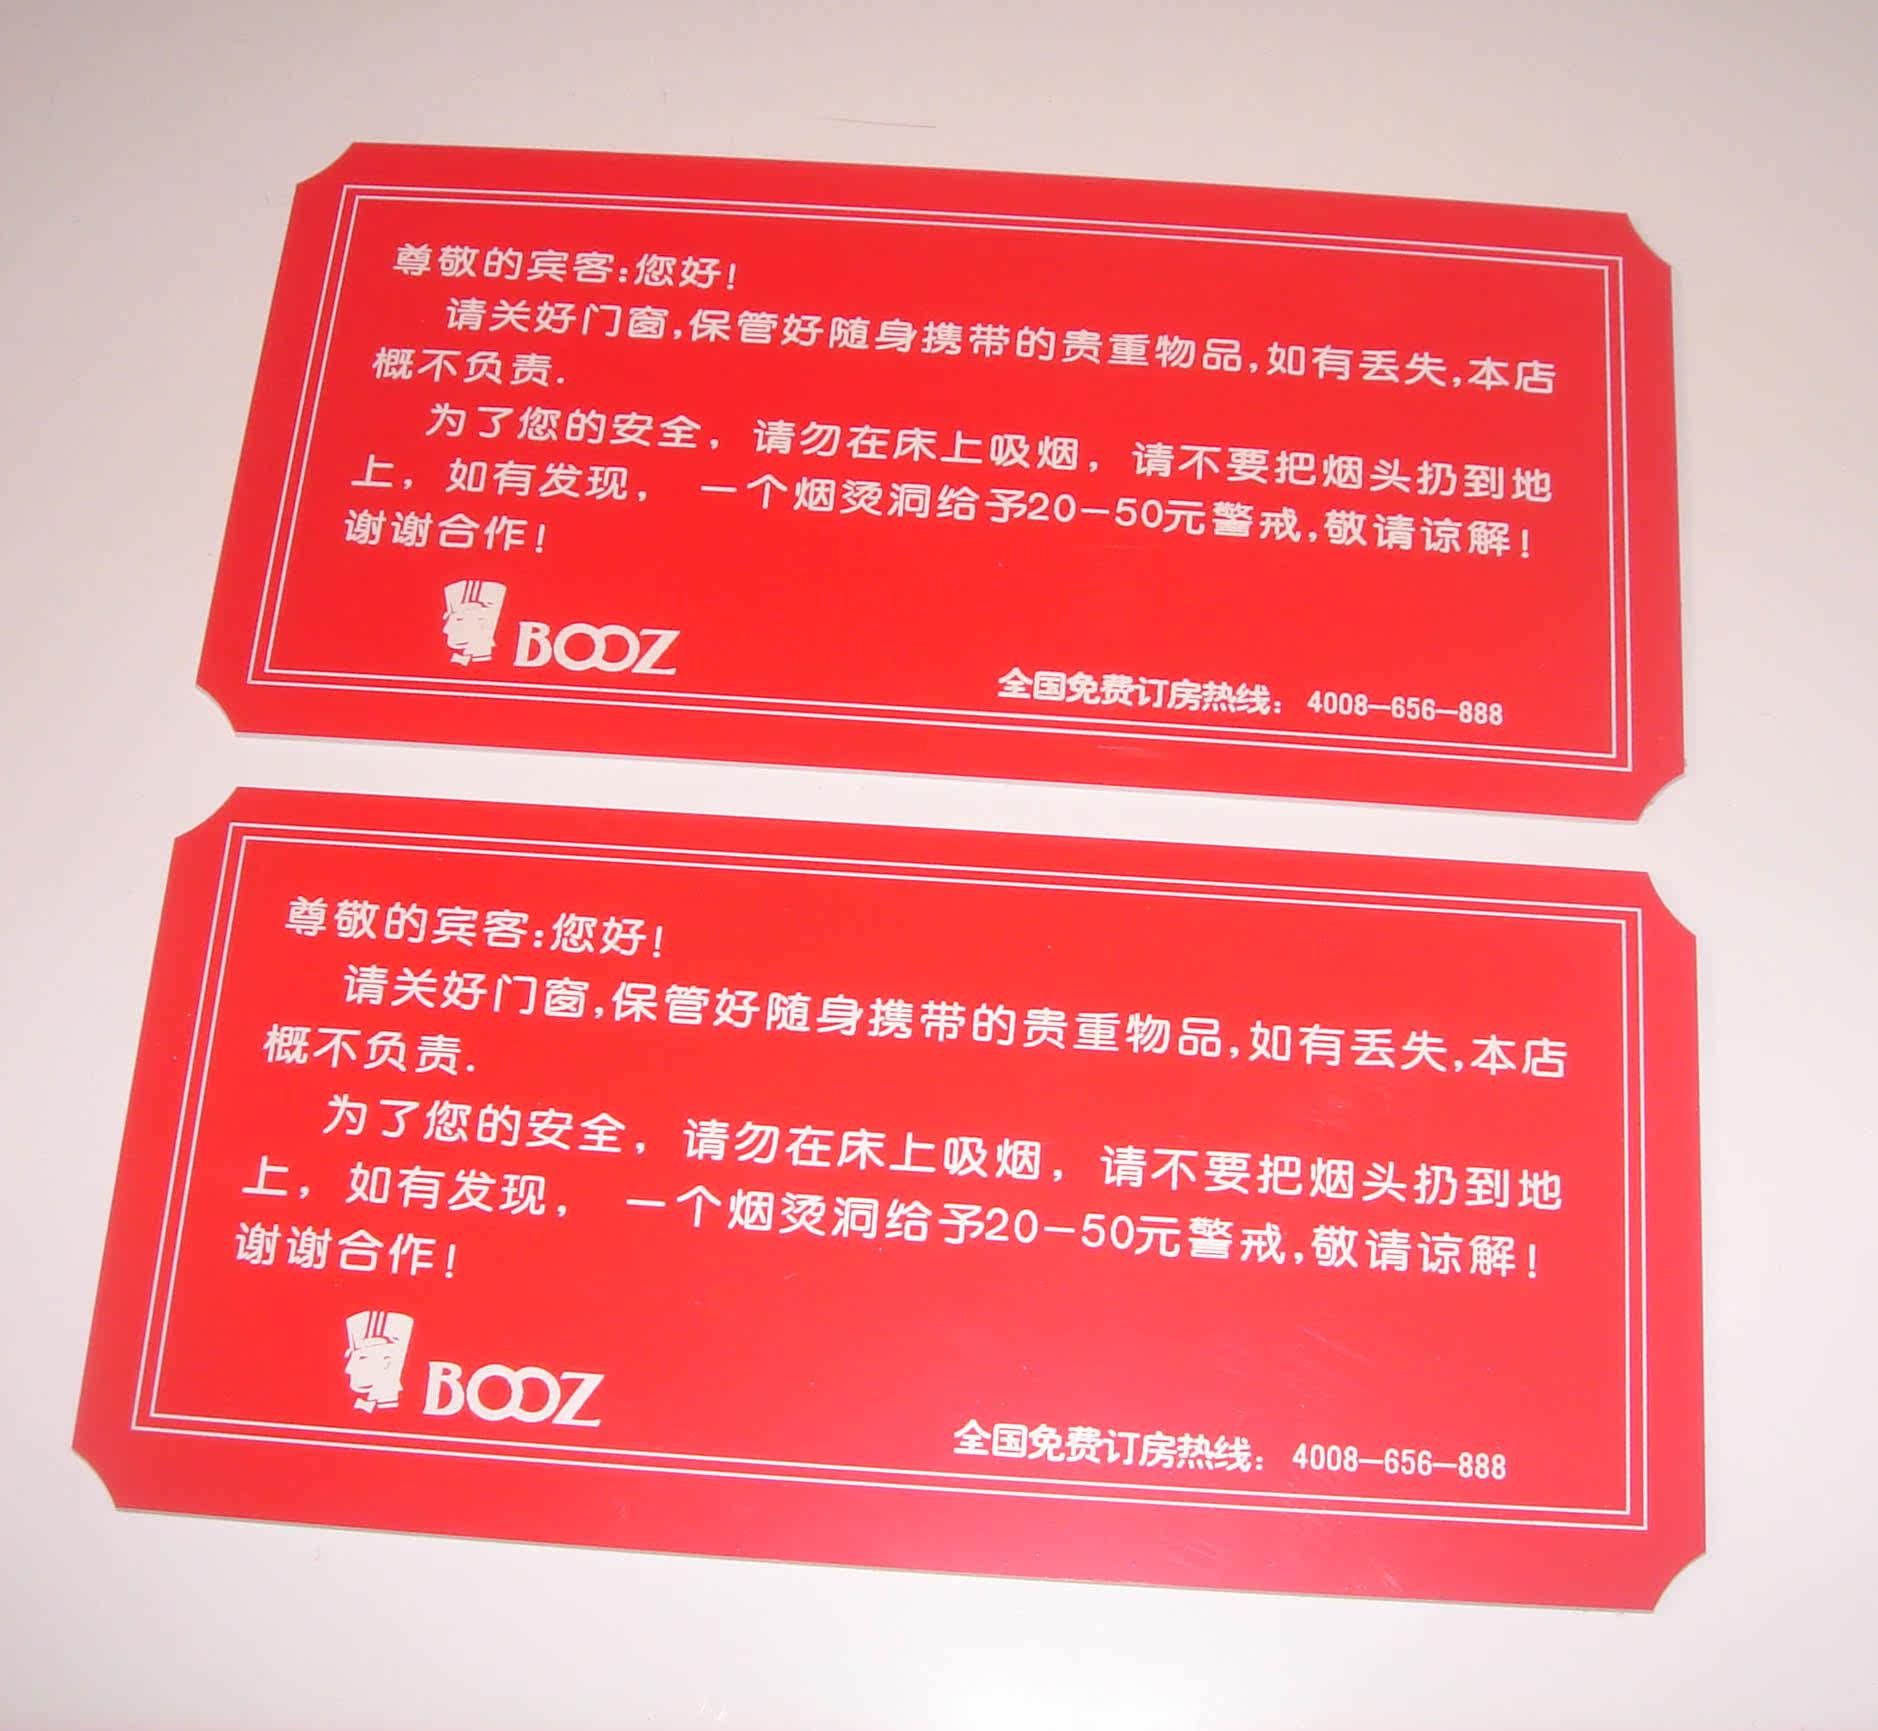 尊敬的宾客:您好!
请关好门窗,保管好随身携带的贵重物品,如有丢失,本店
概不负责.
为了您的安全，请勿在床上吸烟，请不要把烟头扔到地
上，如有发现， 一个烟烫洞给予20-50元警戒,敬请谅解!
谢谢合作!
BOOZ
全国免费订房热线：4008-656-888
尊敬的宾客:您好!
请关好门窗,保管好随身携带的贵重物品,如有丢失,本店
概不负责.
为了您的安全，请勿在床上吸烟，请不要把烟头扔到地
上，如有发现， 一个烟烫洞给予20-50元警戒,敬请谅解!
谢谢合作!
BOOZ
全国免费订房热线：4008-656-888